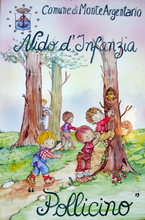 Comune di Monte Argentario
Nido d'Infanzia
"Pollicino"